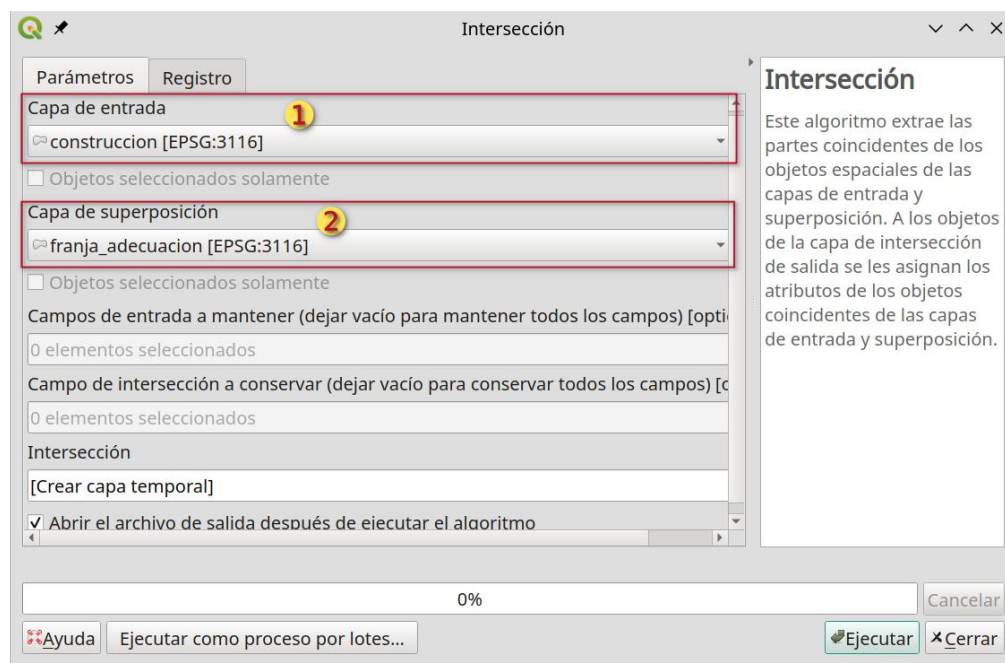 Intersección
Parámetros
Registro
Capa de entrada
1
construccion [EPSG:3116]
Objetos seleccionados solamente
Capa de superposición
2
franja_adecuacion [EPSG:3116]
Objetos seleccionados solamente
Campos de entrada a mantener (dejar vacío para mantener todos los campos) [opti
0 elementos seleccionados
Campo de intersección a conservar (dejar vacío para conservar todos los campos) [o
0 elementos seleccionados
Intersección
[Crear capa temporal]
Abrir el archivo de salida después de ejecutar el algoritmo
Intersección
Este algoritmo extrae las
partes coincidentes de los
objetos espaciales de las
capas de entrada y
superposición. A los objetos
de la capa de intersección
de salida se les asignan los
atributos de los objetos
coincidentes de las capas
de entrada y superposición.
0%
Cancelar
Ayuda
Ejecutar como proceso por lotes...
Ejecutar
Cerrar